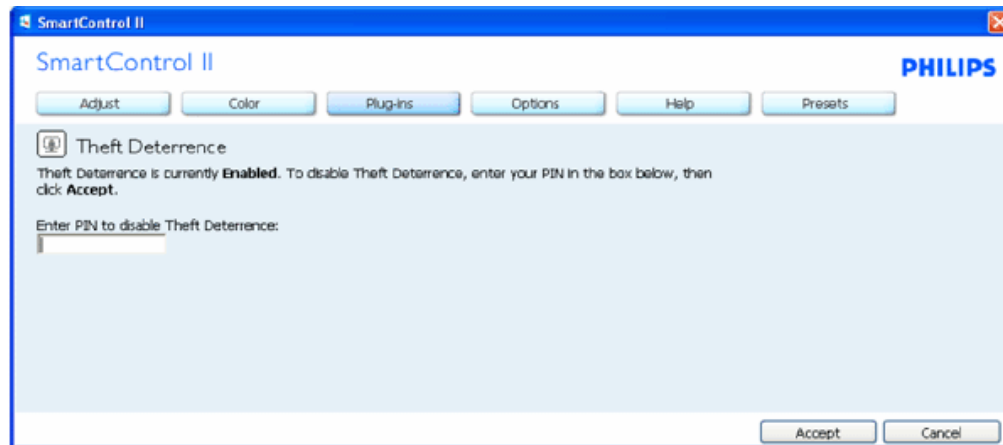 SmartControl II
SmartControl II
PHILIPS
Adjust Color Plug-ins Options Help Presets
Theft Deterrence
Theft Deterrence is currently Enabled. To disable Theft Deterrence, enter your PIN in the box below, then
click Accept.
Enter PIN to disable Theft Deterrence:
Accept Cancel